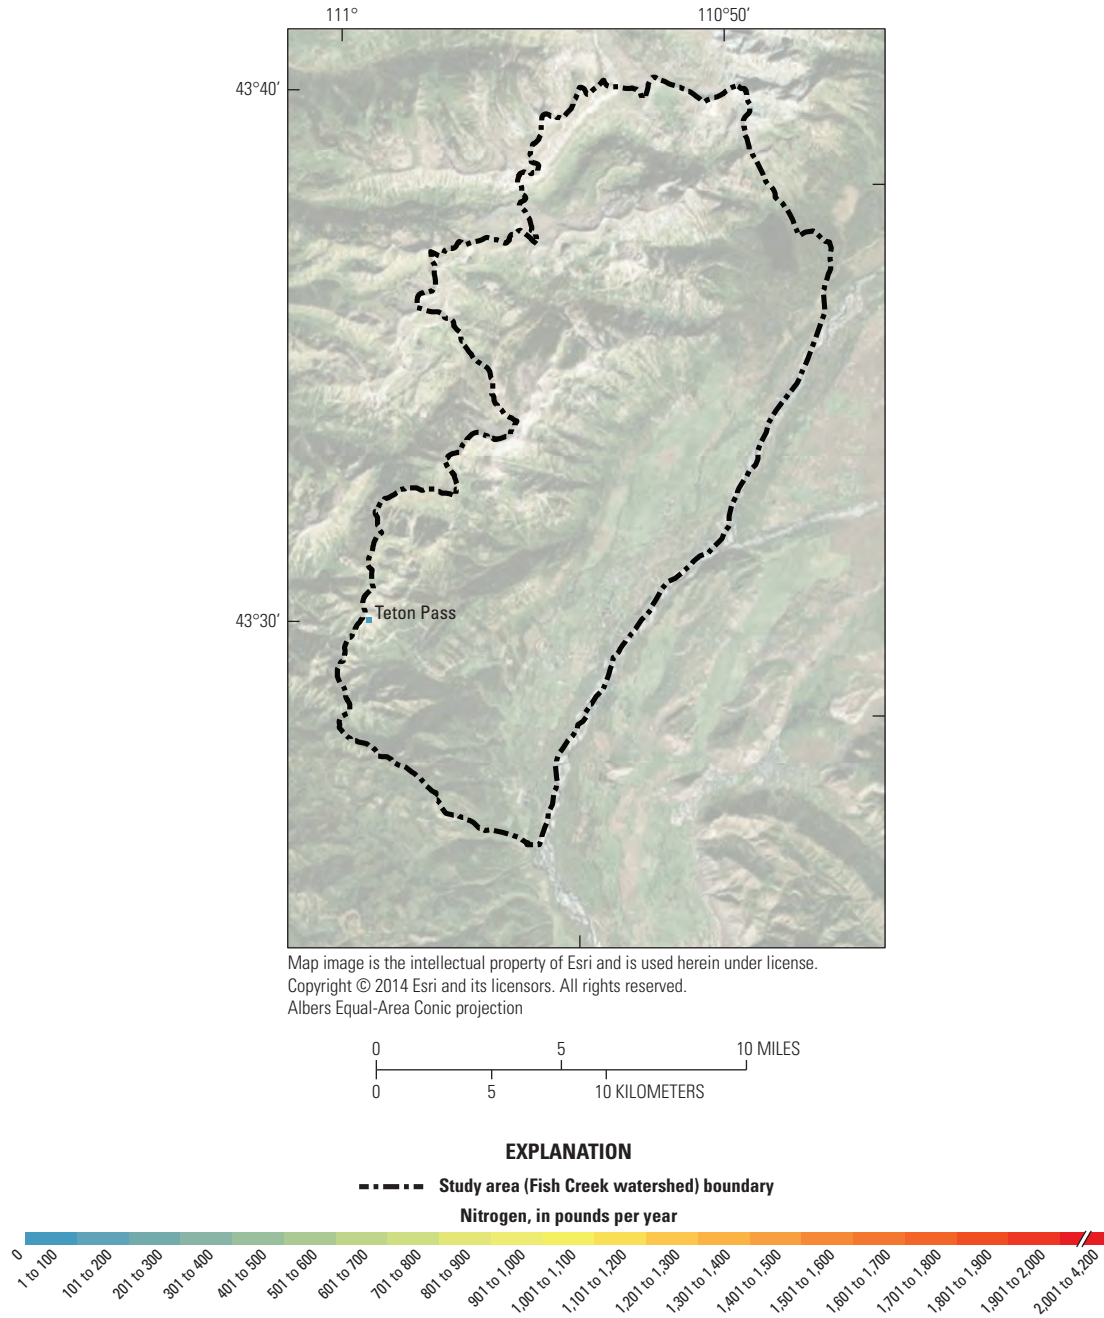 111° 110°50'
43°40'
Teton Pass
43°30'
Map image is the intellectual property of Esri and is used herein under license.
Copyright © 2014 Esri and its licensors. All rights reserved.
Albers Equal-Area Conic projection
0 5 10 MILES
0 5 10 KILOMETERS
EXPLANATION
Study area (Fish Creek watershed) boundary
Nitrogen, in pounds per year
0
1 to 100
101 to 200
201 to 300
301 to 400
401 to 500
501 to 600
601 to 700
701 to 800
801 to 900
901 to 1,000
1,001 to 1,100
1,101 to 1,200
1,201 to 1,300
1,301 to 1,400
1,401 to 1,500
1,501 to 1,600
1,601 to 1,700
1,701 to 1,800
1,801 to 1,900
1,901 to 2,000
2,001 to 4,200